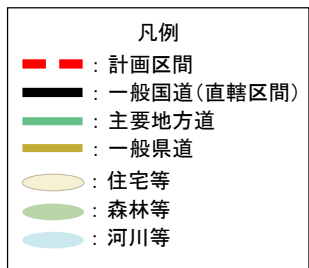 凡例
：計画区間
：一般国道（直轄区間）
：主要地方道
：一般県道
：住宅等
：森林等
：河川等